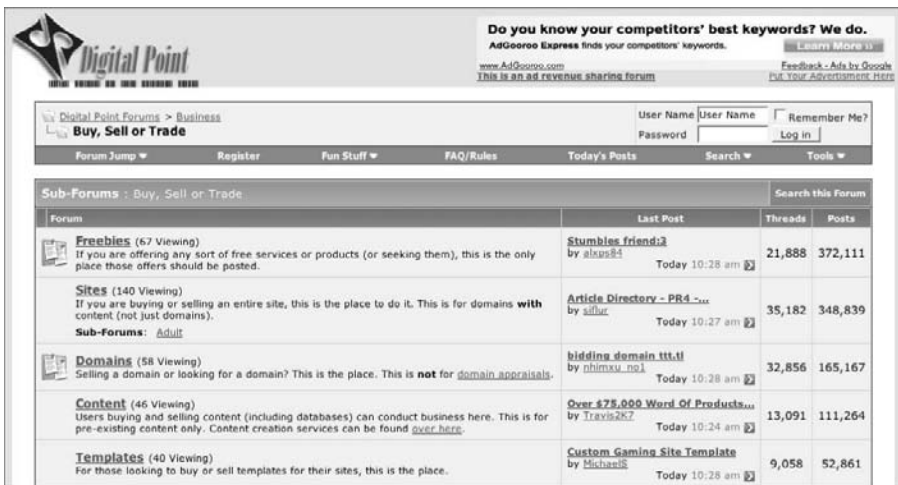 Digital Point
Do you know your competitors' best keywords? We do.
AdGooroo Express finds your competitors' keywords.
Learn More
www.AdGooroo.com
Feedback - Ads by Google
This is an ad revenue sharing forum
Put Your Advertisment Here
Digital Point Forums > Business
Buy, Sell or Trade
User Name User Name Remember Me?
Password Log in
Forum Jump Register Fun Stuff FAQ/Rules Today's Posts Search Tools
Sub-Forums : Buy, Sell or Trade Search this Forum
Forum Last Post Threads Posts
Freebies (67 Viewing)
If you are offering any sort of free services or products (or seeking them), this is the only
place those offers should be posted.
Stumbles friend:3
by alxps84
Today 10:28 am
21,888 372,111
Sites (140 Viewing)
If you are buying or selling an entire site, this is the place to do it. This is for domains with
content (not just domains).
Sub-Forums: Adult
Article Directory - PR4 -...
by siflur
Today 10:27 am
35,182 348,839
Domains (58 Viewing)
Selling a domain or looking for a domain? This is the place. This is not for domain appraisals.
bidding domain ttt.tl
by nhimxu_no1
Today 10:28 am
32,856 165,167
Content (46 Viewing)
Users buying and selling content (including databases) can conduct business here. This is for
pre-existing content only. Content creation services can be found over here.
Over $75,000 Word Of Products...
by Travis2K7
Today 10:24 am
13,091 111,264
Templates (40 Viewing)
For those looking to buy or sell templates for their sites, this is the place.
Custom Gaming Site Template
by MichaelS
Today 10:28 am
9,058 52,861